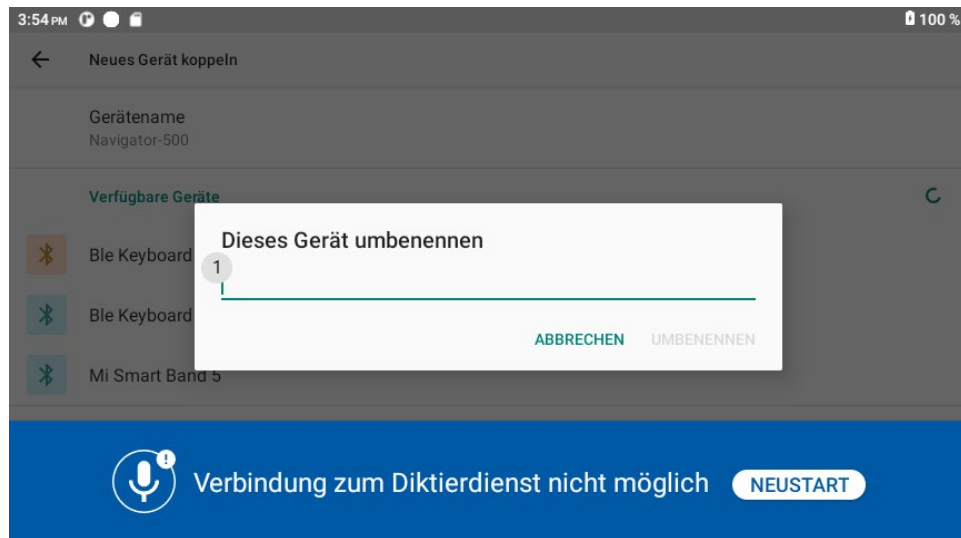 3:54 PM
100 %
Neues Gerät koppeln
Gerätename
Navigator-500
Verfügbare Geräte
Dieses Gerät umbenennen
Ble Keyboard
1
Ble Keyboard
ABBRECHEN UMBENENNEN
Mi Smart Band 5
Verbindung zum Diktierdienst nicht möglich NEUSTART